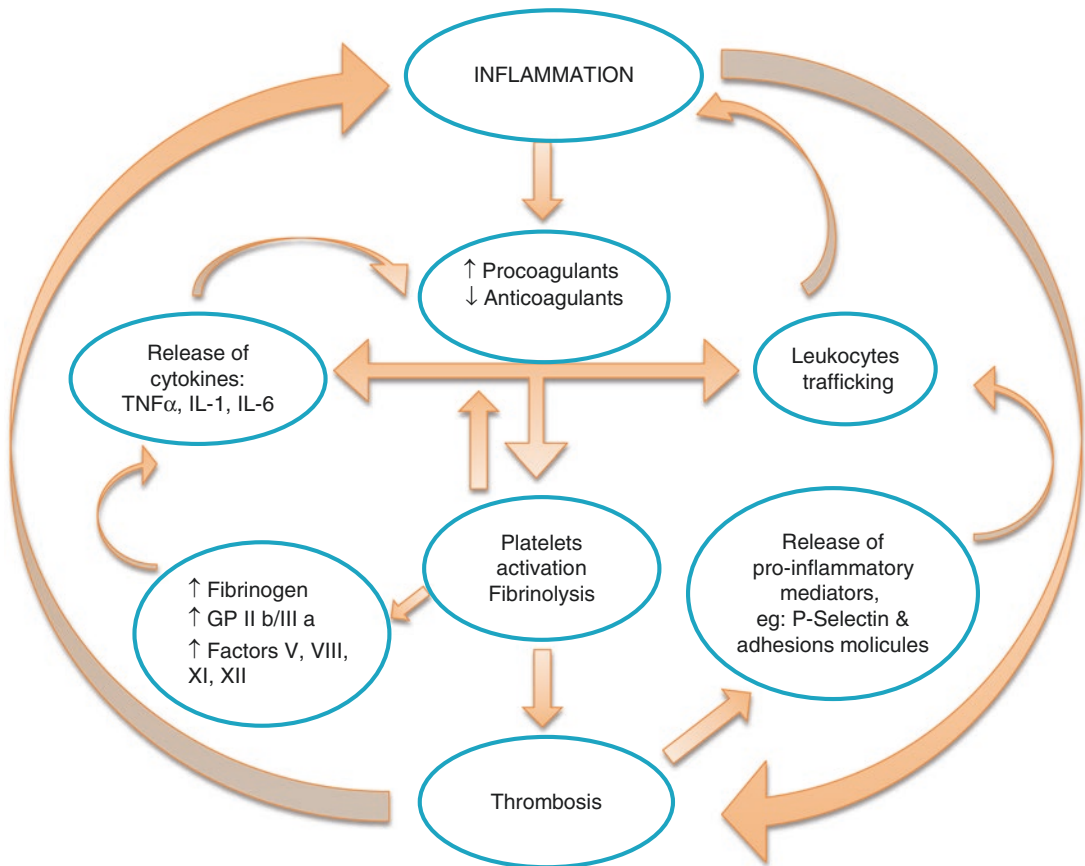 INFLAMMATION
↑ Procoagulants
↓ Anticoagulants
Release of
cytokines:
TNFα, IL-1, IL-6
Leukocytes
trafficking
Platelets
activation
Fibrinolysis
Release of
pro-inflammatory
mediators,
eg: P-Selectin &
adhesions molicules
↑ Fibrinogen
↑ GP II b/III a
↑ Factors V, VIII,
XI, XII
Thrombosis